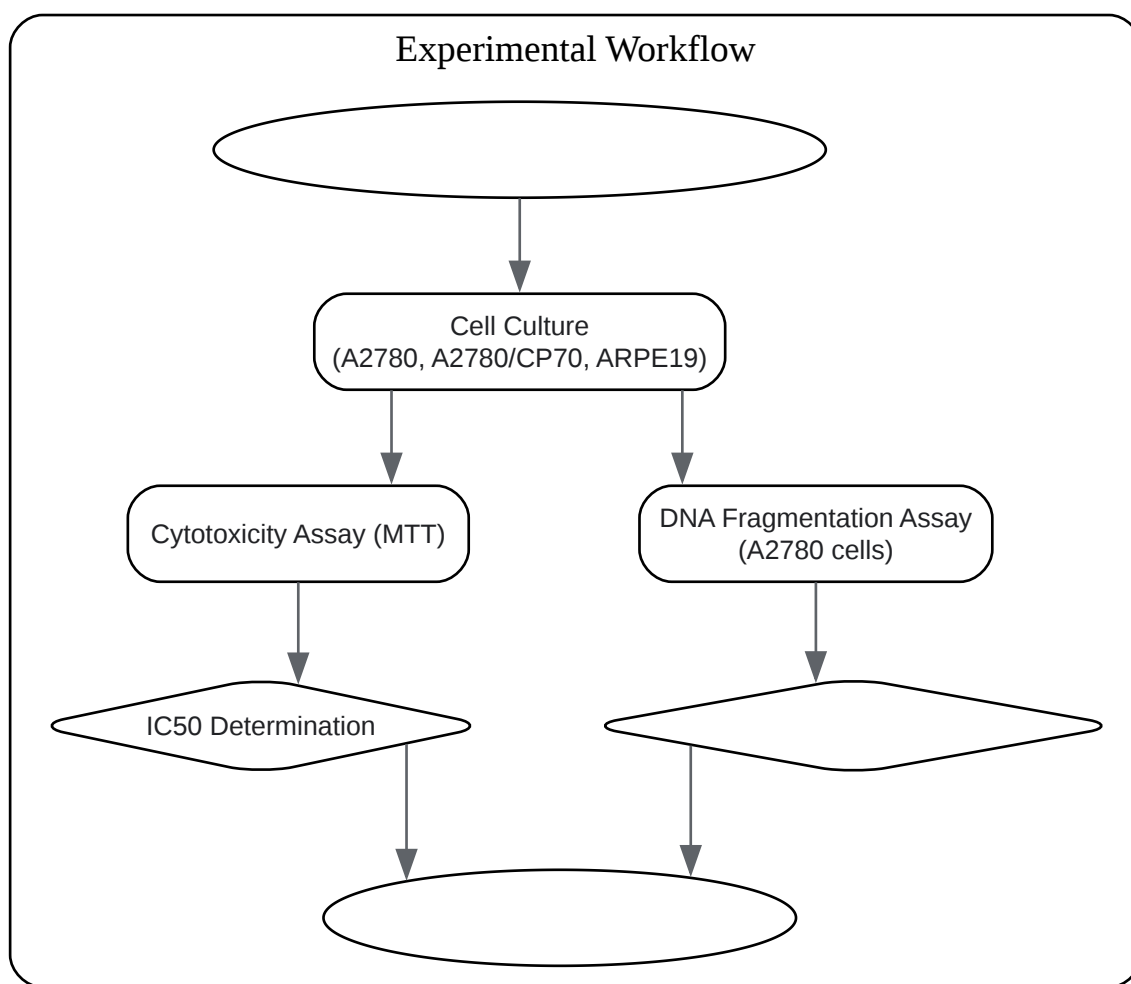 Experimental Workflow
Cell Culture
(A2780, A2780/CP70, ARPE19)
Cytotoxicity Assay (MTT)
DNA Fragmentation Assay
(A2780 cells)
IC50 Determination